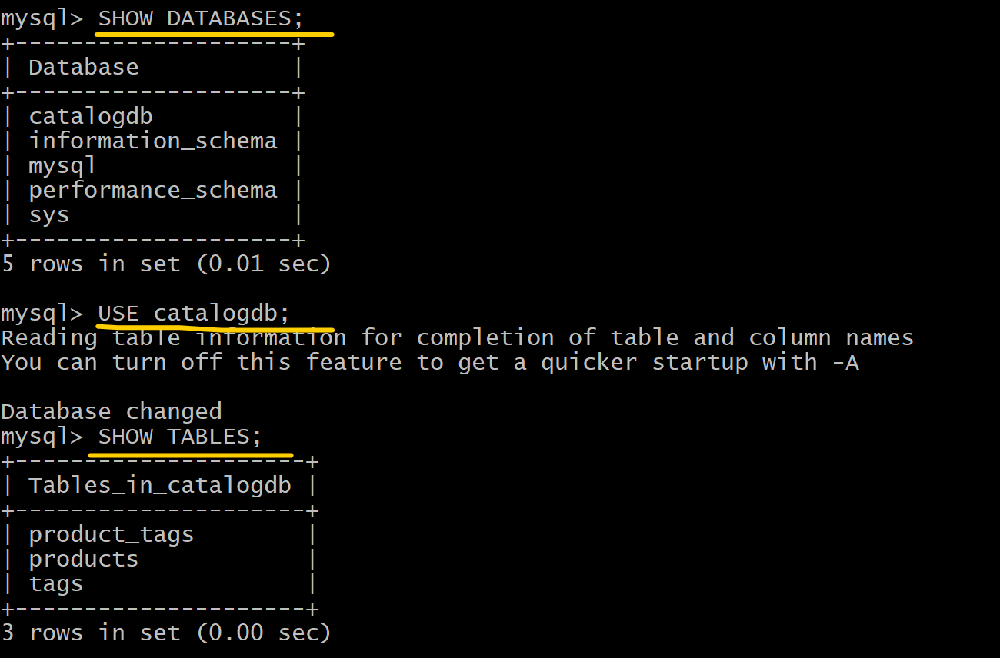 mysql> SHOW DATABASES;
+--------------------+
| Database           |
+--------------------+
| catalogdb          |
| information_schema |
| mysql              |
| performance_schema |
| sys                |
+--------------------+
5 rows in set (0.01 sec)
mysql> USE catalogdb;
Reading table information for completion of table and column names
You can turn off this feature to get a quicker startup with -A
Database changed
mysql> SHOW TABLES;
+---------------------+
| Tables_in_catalogdb |
+---------------------+
| product_tags        |
| products            |
| tags                |
+---------------------+
3 rows in set (0.00 sec)